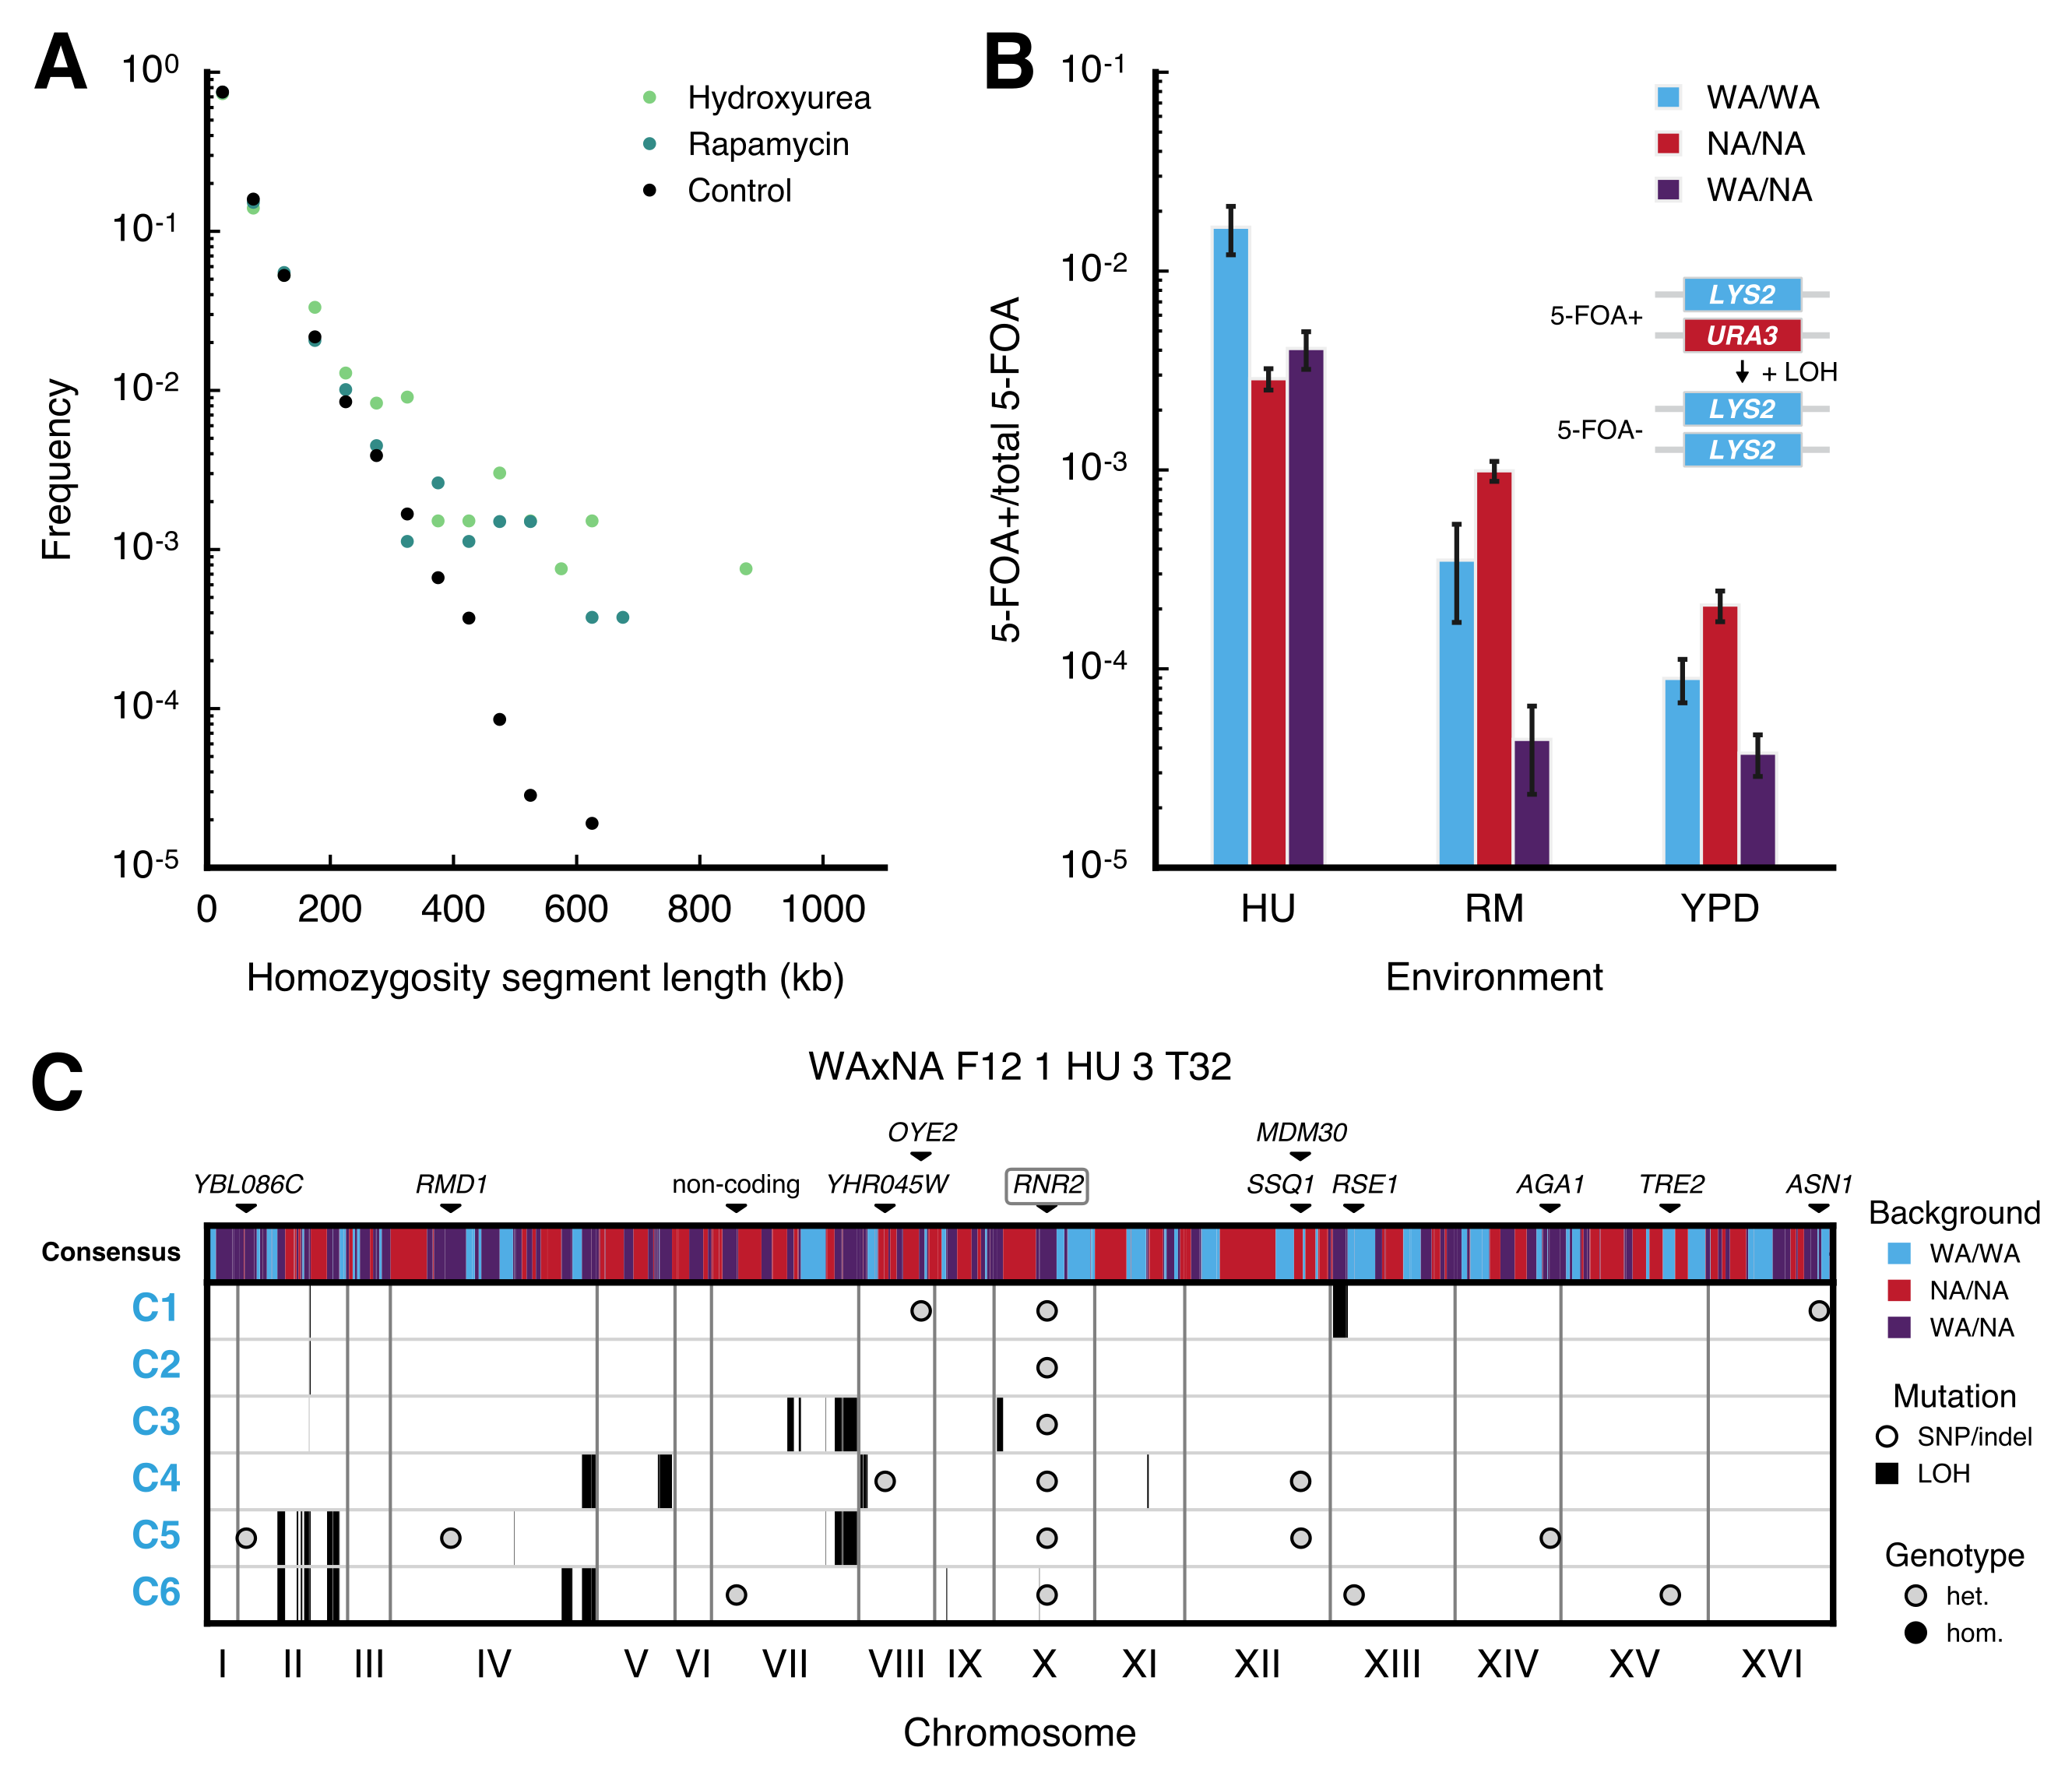 A
10^0
10^-1
10^-2
10^-3
10^-4
10^-5
Frequency
Hydroxyurea
Rapamycin
Control
0 200 400 600 800 1000
Homozygosity segment length (kb)
B
10^-1
10^-2
10^-3
10^-4
10^-5
5-FOA+/total 5-FOA
WA/WA
NA/NA
WA/NA
LYS2
5-FOA+
URA3
+ LOH
LYS2
5-FOA-
LYS2
HU RM YPD
Environment
C
WAxNA F12 1 HU 3 T32
OYE2 MDM30
YBL086C RMD1 non-coding YHR045W RNR2 SSQ1 RSE1 AGA1 TRE2 ASN1
Consensus
C1
C2
C3
C4
C5
C6
I II III IV V VI VII VIII IX X XI XII XIII XIV XV XVI
Chromosome
Background
WA/WA
NA/NA
WA/NA
Mutation
SNP/indel
LOH
Genotype
het.
hom.